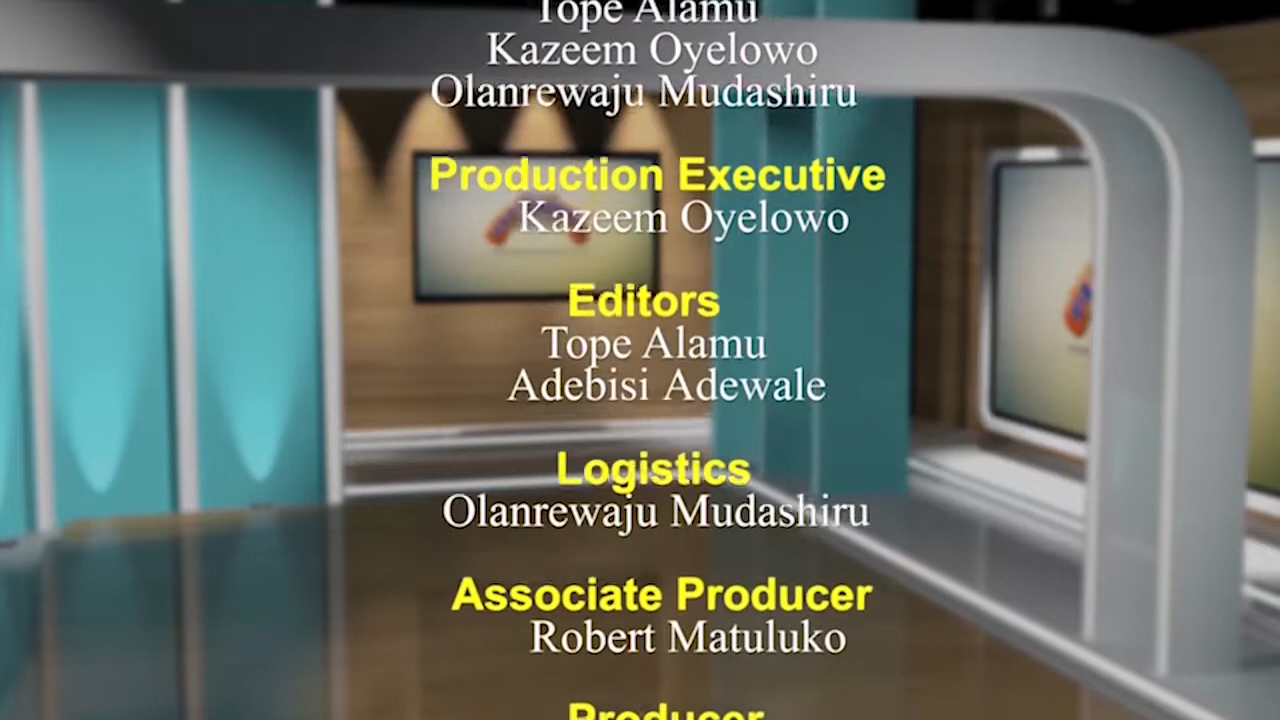 Tope Alamu
Kazeem Oyelowo
Olanrewaju Mudashiru
Production Executive
Kazeem Oyelowo
Editors
Tope Alamu
Adebisi Adewale
Logistics
Olanrewaju Mudashiru
Associate Producer
Robert Matuluko
Producer